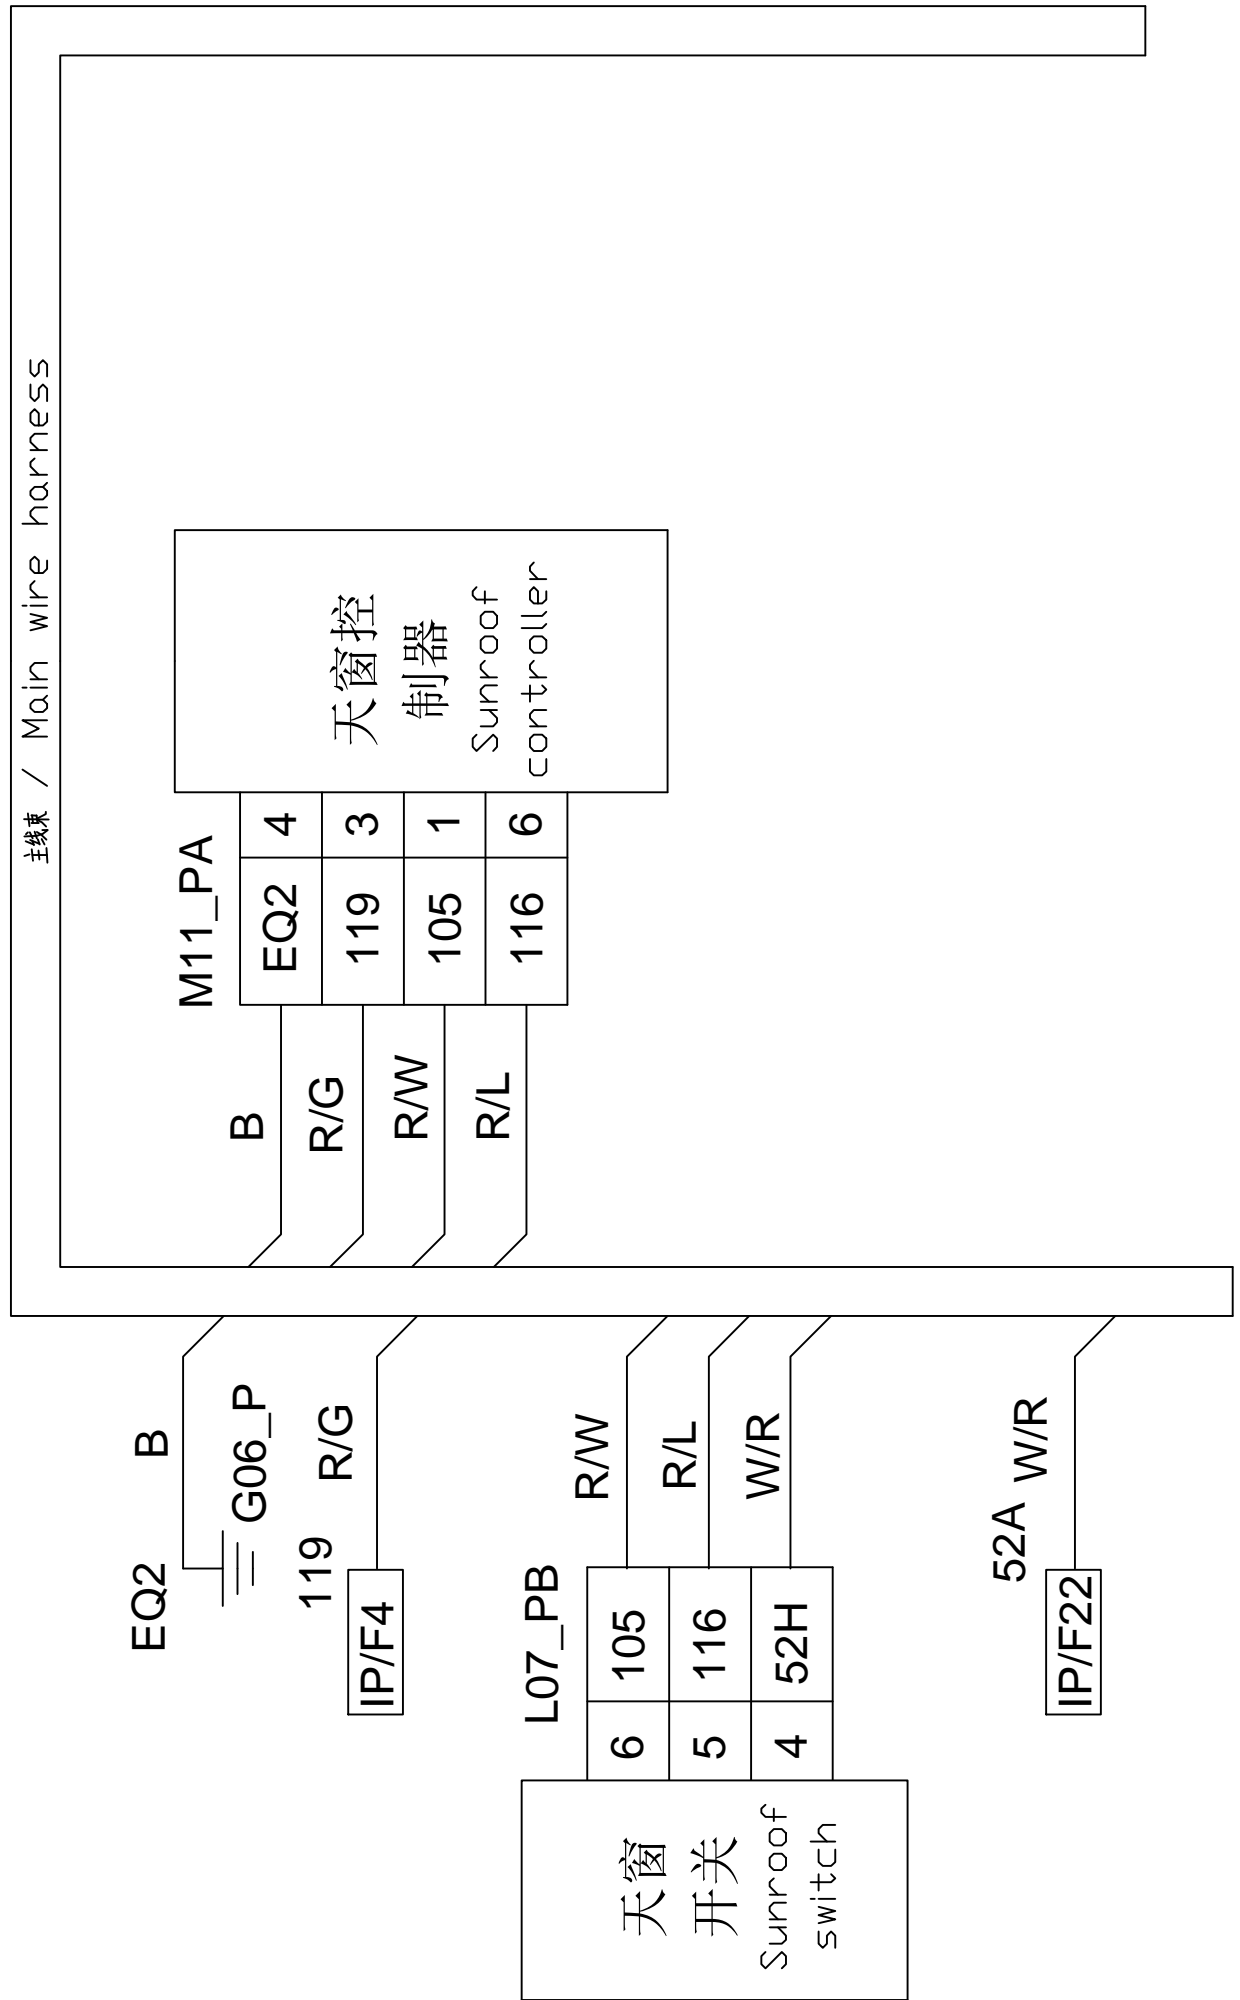 主线束 / Main wire harness
EQ2
B
G06_P
119
R/G
IP/F4
M11_PA
B
EQ2
4
R/G
119
3
R/W
105
1
R/L
116
6
天窗控
制器
Sunroof
controller
L07_PB
6
105
R/W
5
116
R/L
4
52H
W/R
天窗
开关
Sunroof
switch
52A
W/R
IP/F22